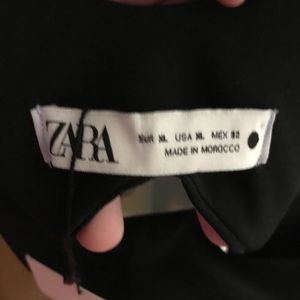 ZARA
EUR XL USA XL MEX 32
MADE IN MOROCCO